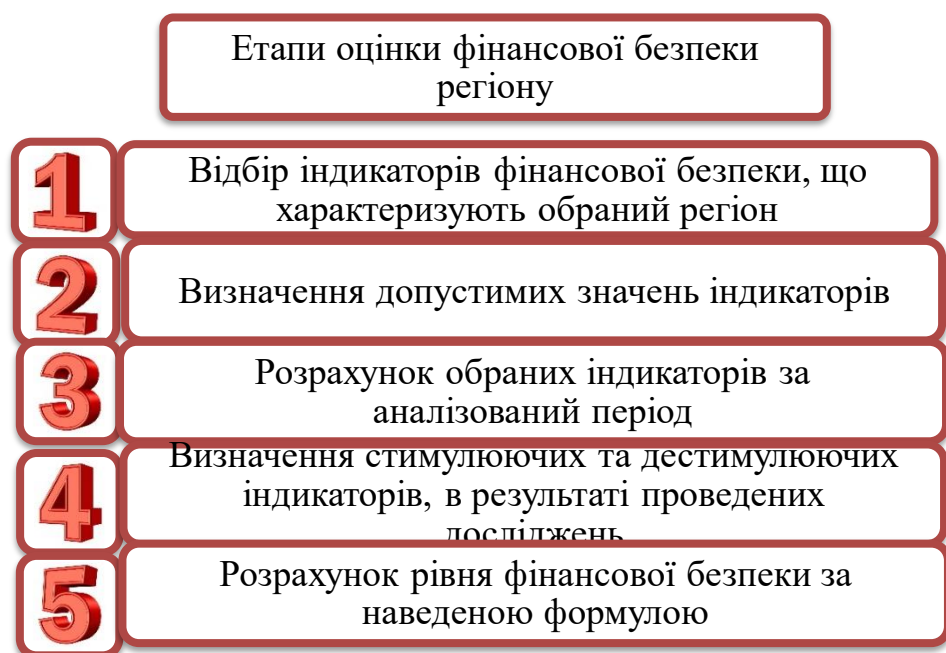 Етапи оцінки фінансової безпеки
регіону
1
Відбір індикаторів фінансової безпеки, що
характеризують обраний регіон
2
Визначення допустимих значень індикаторів
3
Розрахунок обраних індикаторів за
аналізований період
4
Визначення стимулюючих та дестимулюючих
індикаторів, в результаті проведених
досліджень
5
Розрахунок рівня фінансової безпеки за
наведеною формулою